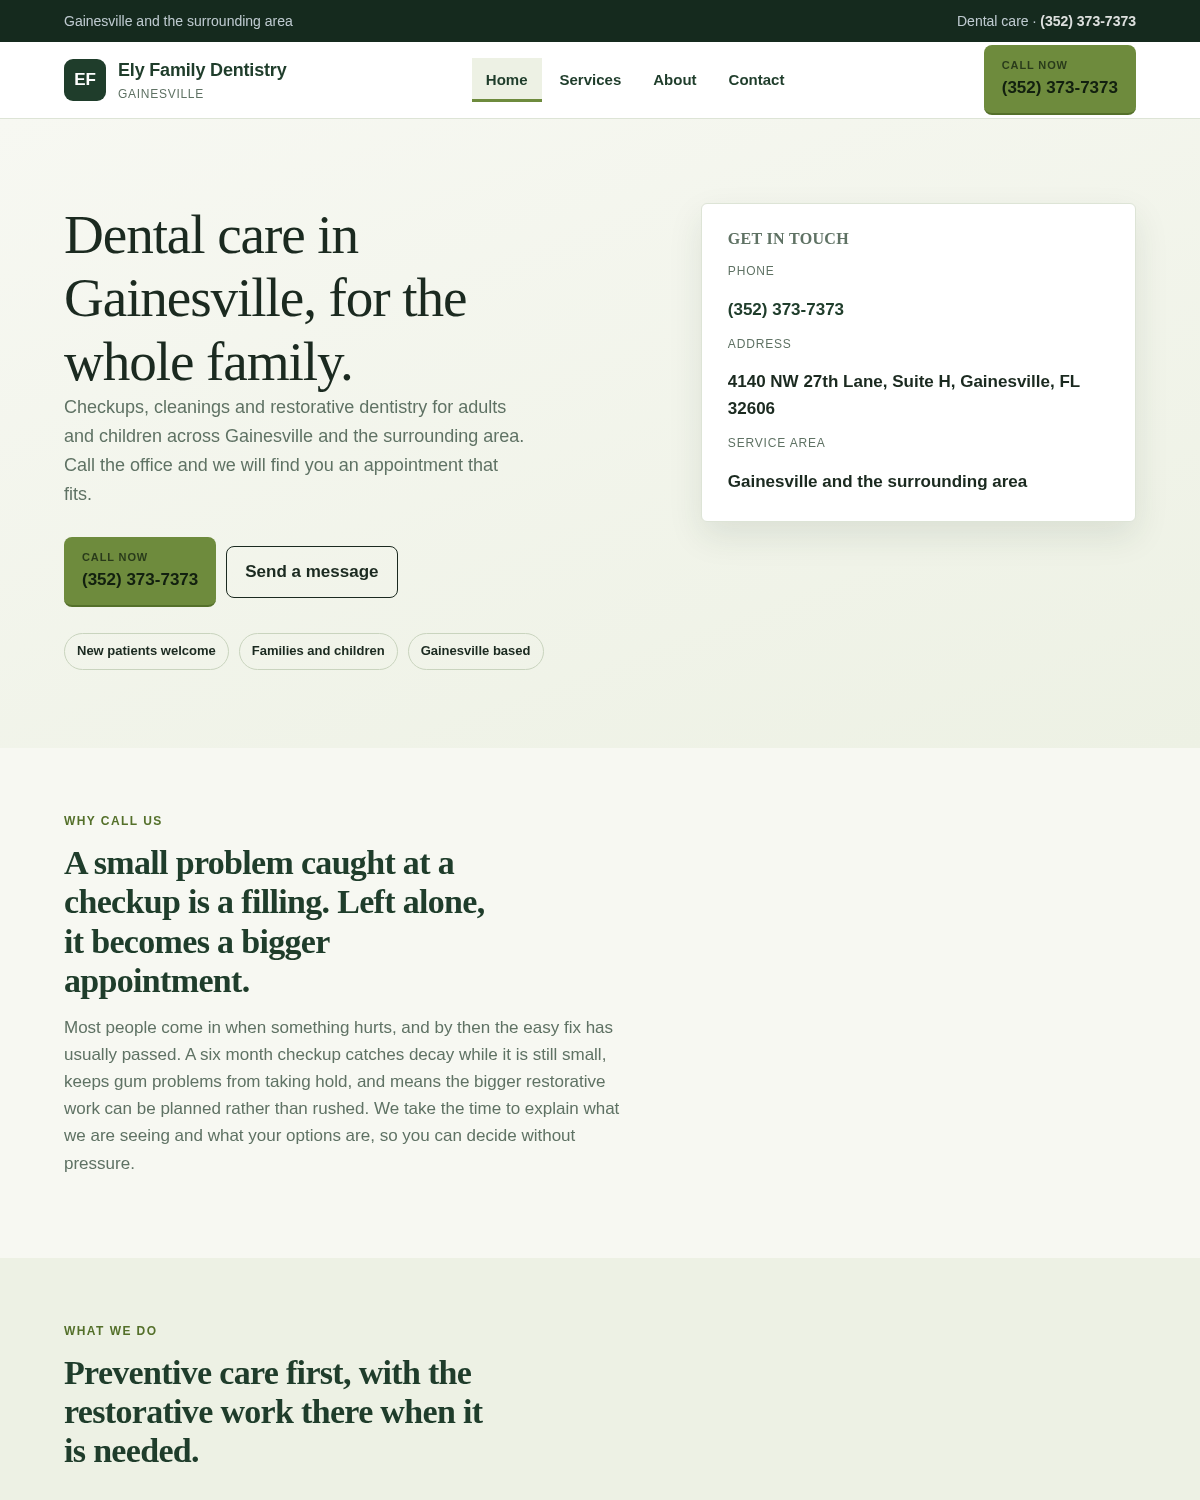 Gainesville and the surrounding area
Dental care · (352) 373-7373
EF
Ely Family Dentistry
GAINESVILLE
Home
Services
About
Contact
CALL NOW
(352) 373-7373
Dental care in
Gainesville, for the
whole family.
Checkups, cleanings and restorative dentistry for adults
and children across Gainesville and the surrounding area.
Call the office and we will find you an appointment that
fits.
CALL NOW
(352) 373-7373
Send a message
New patients welcome
Families and children
Gainesville based
GET IN TOUCH
PHONE
(352) 373-7373
ADDRESS
4140 NW 27th Lane, Suite H, Gainesville, FL
32606
SERVICE AREA
Gainesville and the surrounding area
WHY CALL US
A small problem caught at a
checkup is a filling. Left alone,
it becomes a bigger
appointment.
Most people come in when something hurts, and by then the easy fix has
usually passed. A six month checkup catches decay while it is still small,
keeps gum problems from taking hold, and means the bigger restorative
work can be planned rather than rushed. We take the time to explain what
we are seeing and what your options are, so you can decide without
pressure.
WHAT WE DO
Preventive care first, with the
restorative work there when it
is needed.